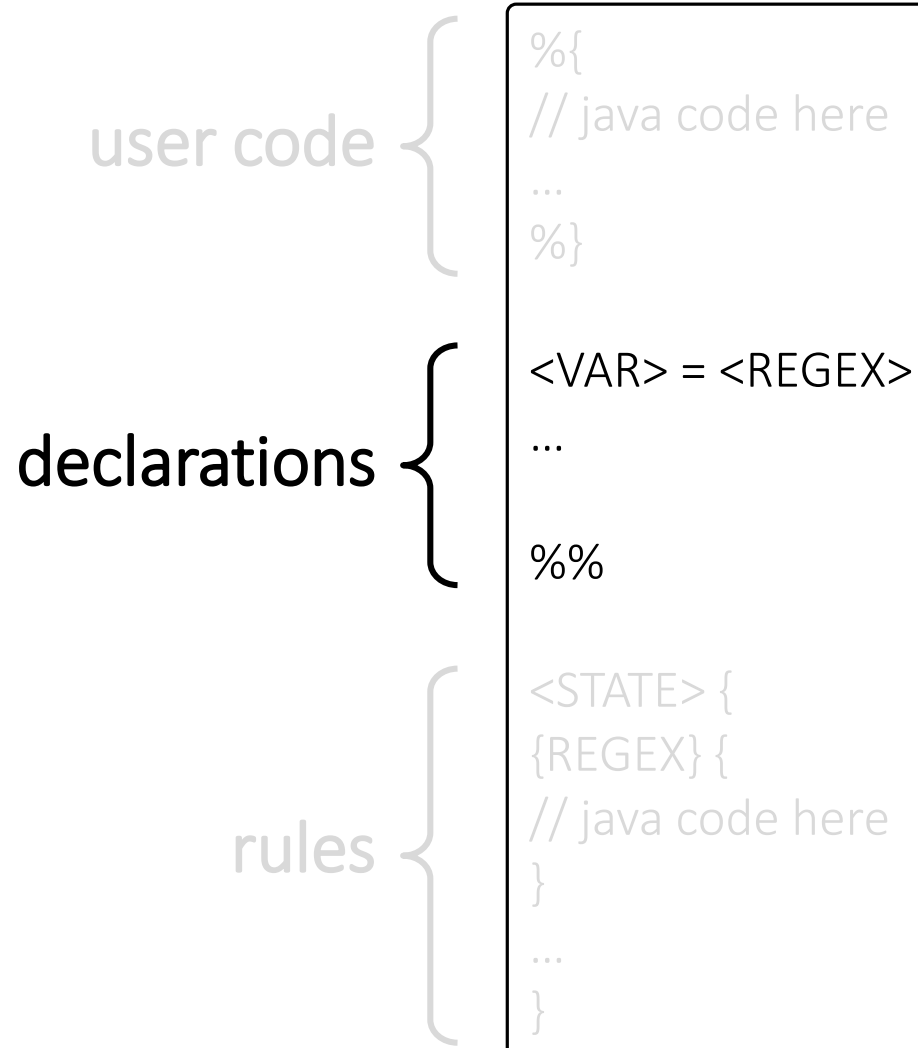 user code
%{
// java code here
...
%}
declarations
<VAR> = <REGEX>
...
%%
rules
<STATE> {
{REGEX} {
// java code here
}
...
}